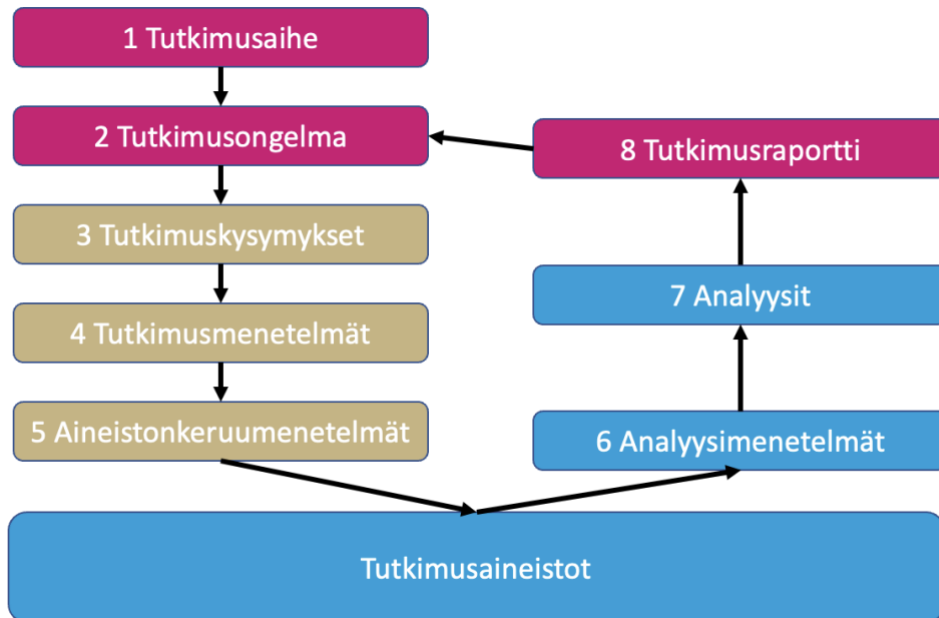 1 Tutkimusaihe
2 Tutkimusongelma
3 Tutkimuskysymykset
4 Tutkimusmenetelmät
5 Aineistonkeruumenetelmät
Tutkimusaineistot
6 Analyysimenetelmät
7 Analyysit
8 Tutkimusraportti